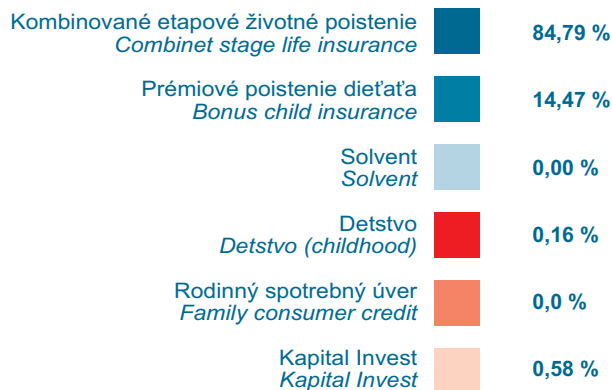 Kombinované etapové životné poistenie
Combinet stage life insurance
84,79 %
Prémiové poistenie dieťaťa
Bonus child insurance
14,47 %
Solvent
Solvent
0,00 %
Detstvo
Detstvo (childhood)
0,16 %
Rodinný spotrebný úver
Family consumer credit
0,0 %
Kapital Invest
Kapital Invest
0,58 %